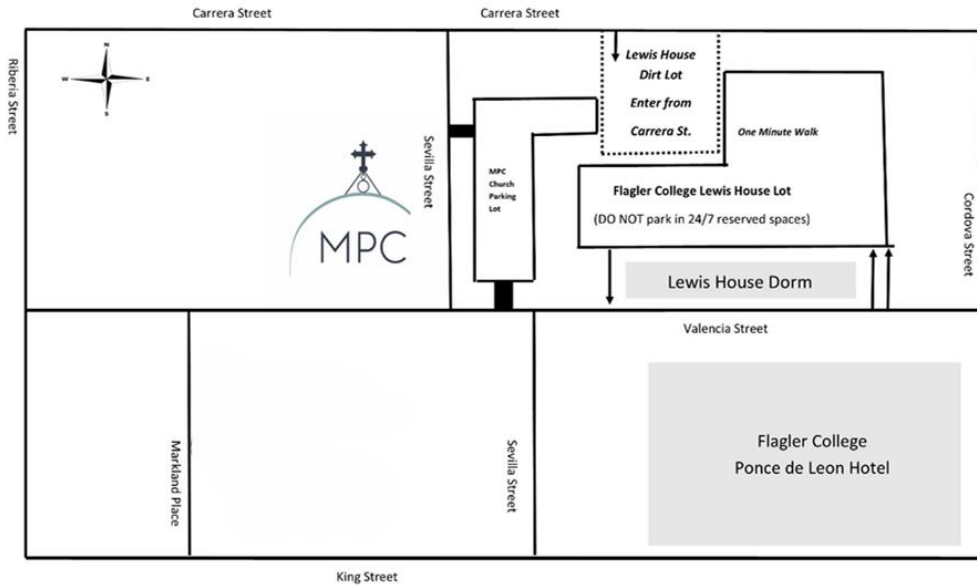 Carrera Street
Carrera Street
Riberia Street
N
W
E
S
Lewis House
Dirt Lot
Enter from
Carrera St.
One Minute Walk
Sevilla Street
MPC
MPC
Church
Parking
Lot
Flagler College Lewis House Lot
(DO NOT park in 24/7 reserved spaces)
Cordova Street
Lewis House Dorm
Valencia Street
Markland Place
Sevilla Street
Flagler College
Ponce de Leon Hotel
King Street